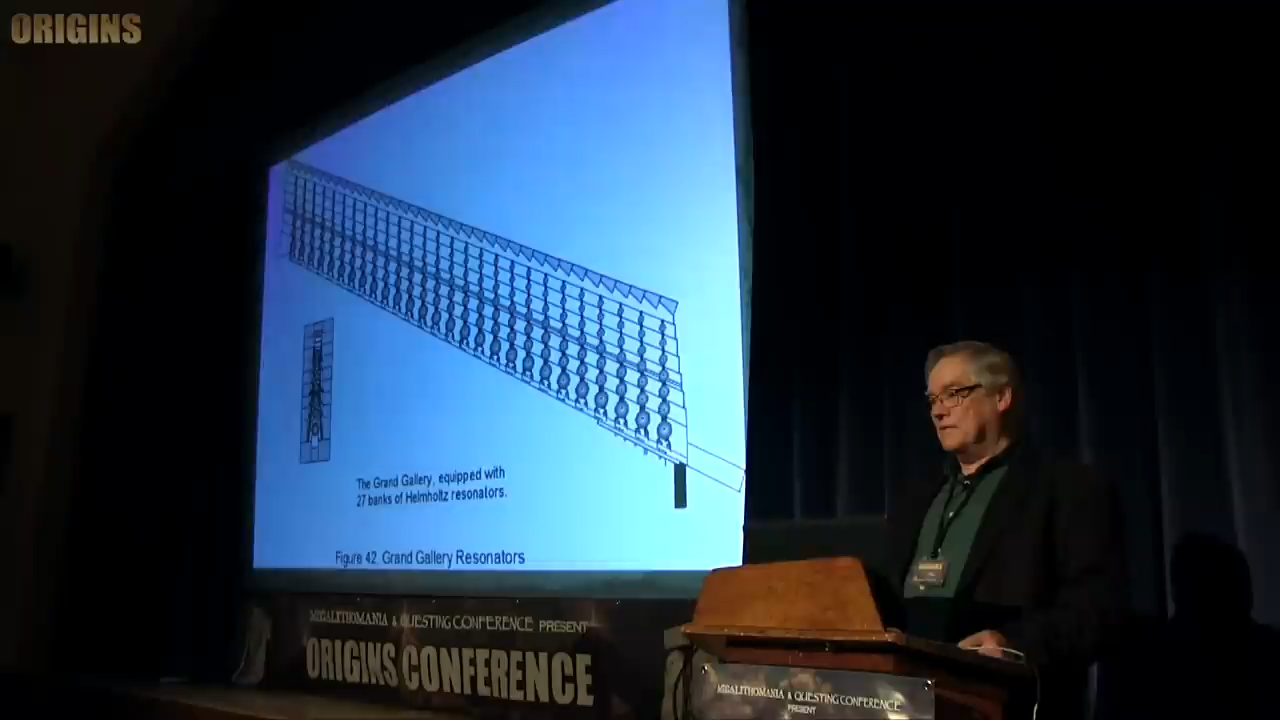 ORIGINS
The Grand Gallery, equipped with
27 banks of Helmholtz resonators.
Figure 42. Grand Gallery Resonators
MEGALITHOMANIA & QUESTING CONFERENCE PRESENT
ORIGINS CONFERENCE
MEGALITHOMANIA & QUESTING CONFERENCE
PRESENT